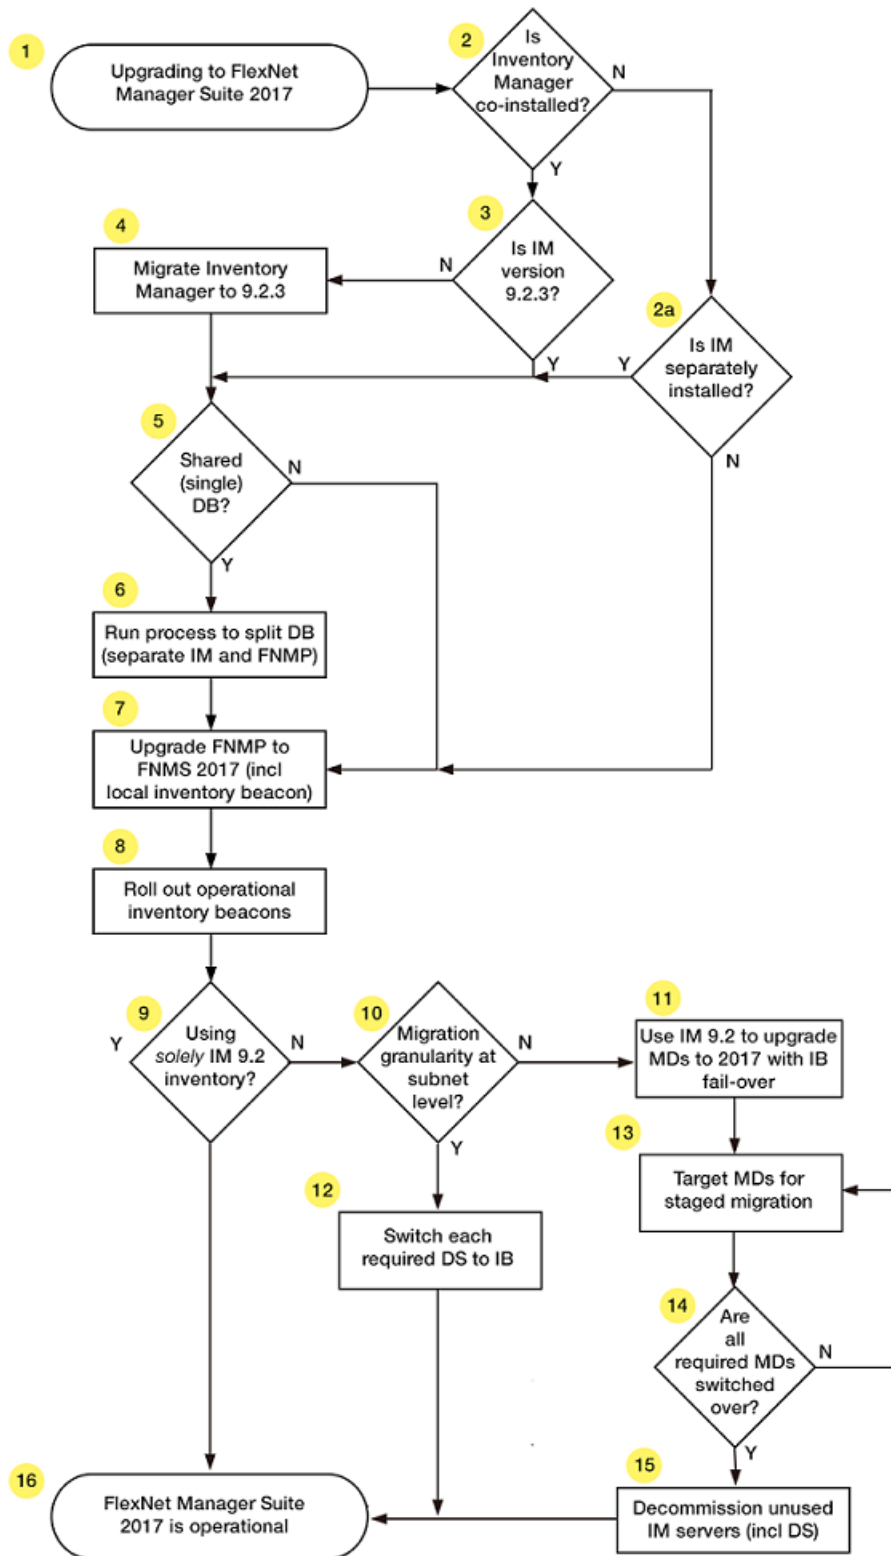 1
Upgrading to FlexNet
Manager Suite 2017
2
Is
Inventory
Manager
co-installed?
N
Y
3
Is IM
version
9.2.3?
N
Y
4
Migrate Inventory
Manager to 9.2.3
2a
Is IM
separately
installed?
Y
N
5
Shared
(single)
DB?
N
Y
6
Run process to split DB
(separate IM and FNMP)
7
Upgrade FNMP to
FNMS 2017 (incl
local inventory beacon)
8
Roll out operational
inventory beacons
9
Using
solely IM 9.2
inventory?
Y
N
10
Migration
granularity at
subnet
level?
N
Y
11
Use IM 9.2 to upgrade
MDs to 2017 with IB
fail-over
12
Switch each
required DS to IB
13
Target MDs for
staged migration
14
Are
all
required MDs
switched
over?
N
Y
15
Decommission unused
IM servers (incl DS)
16
FlexNet Manager Suite
2017 is operational